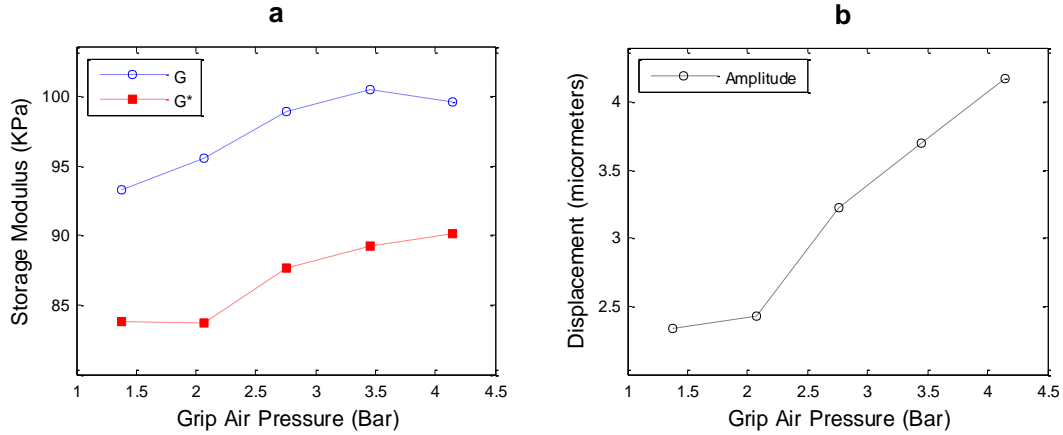 a
G
G*
100
95
90
85
Storage Modulus (KPa)
1 1.5 2 2.5 3 3.5 4 4.5
Grip Air Pressure (Bar)
b
Amplitude
4
3.5
3
2.5
Displacement (micormeters)
1 1.5 2 2.5 3 3.5 4 4.5
Grip Air Pressure (Bar)